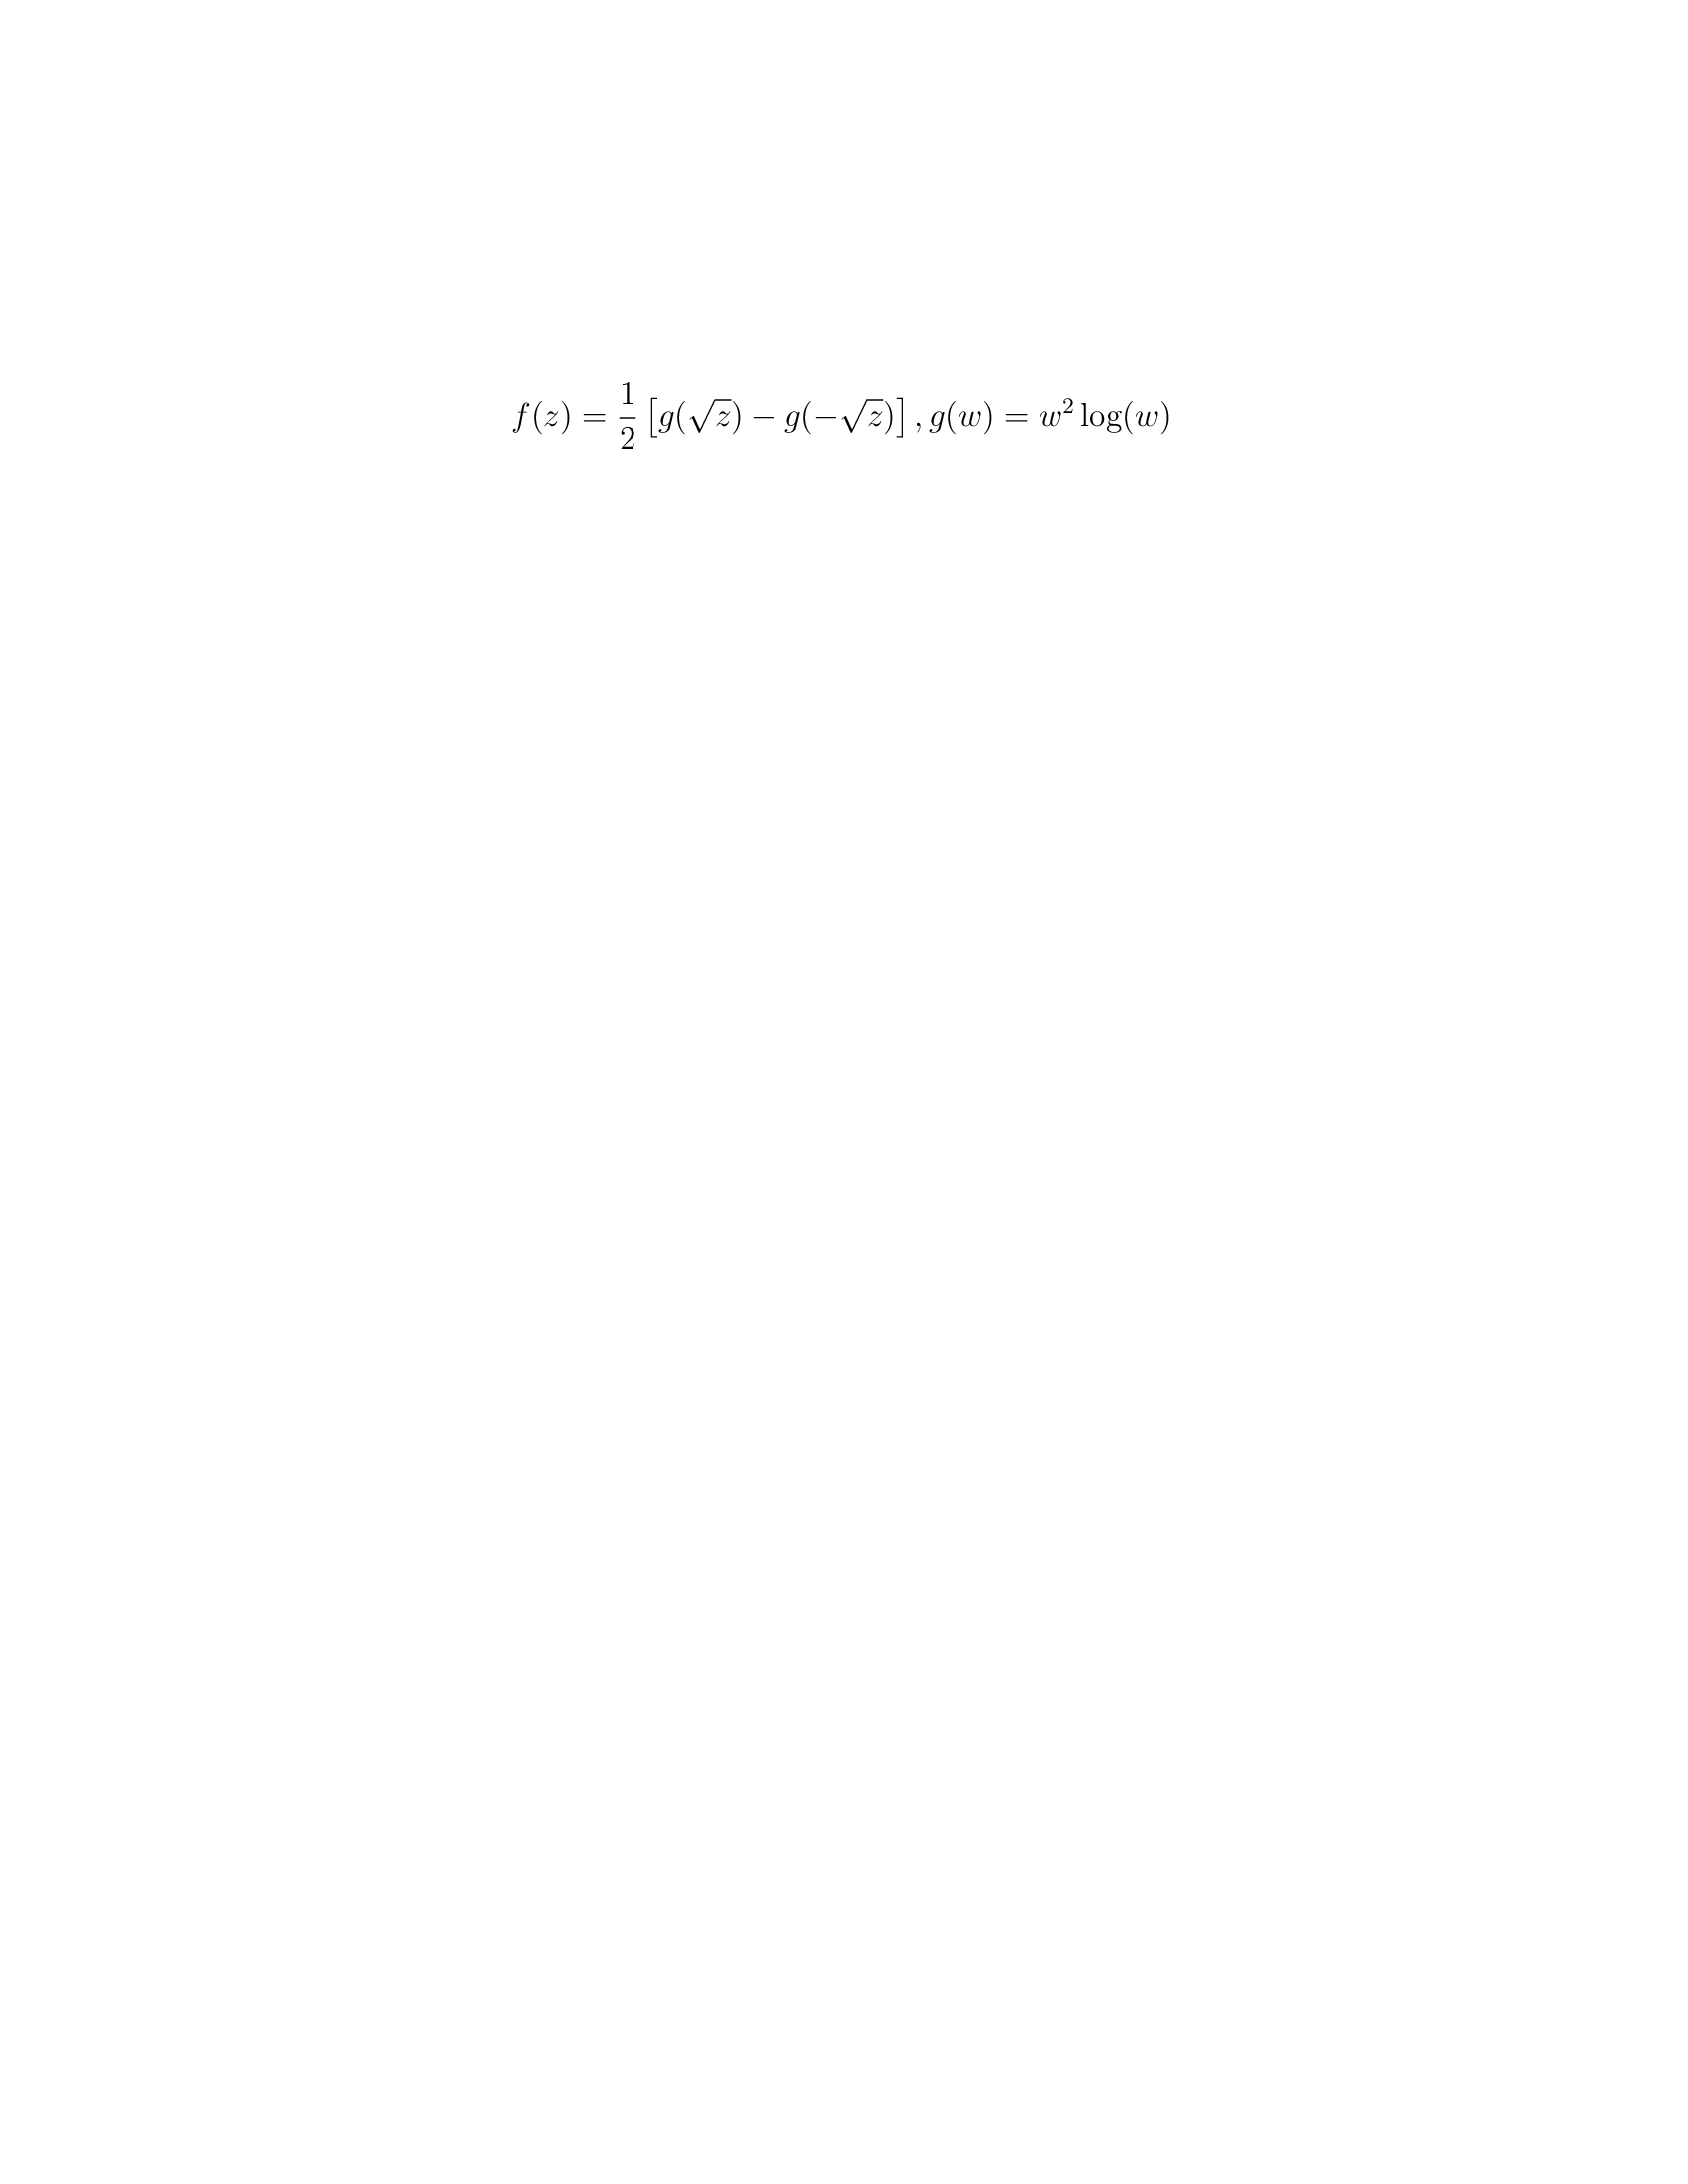 f(z) = \frac{1}{2} \left[ g(\sqrt{z}) - g(-\sqrt{z}) \right], g(w) = w^2 \log(w)